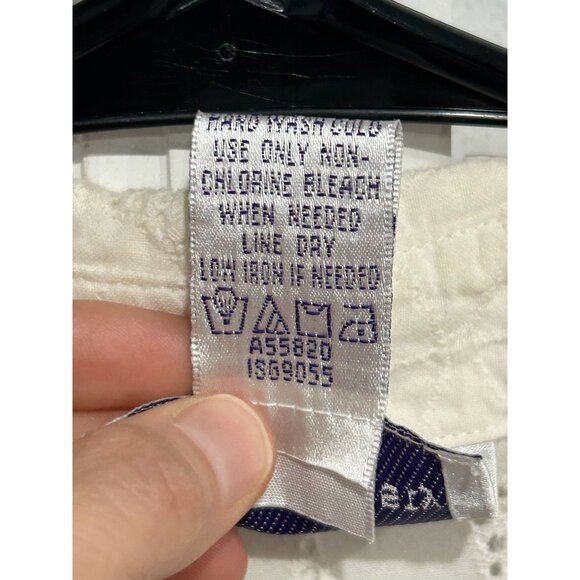 HAND WASH COLD
USE ONLY NON-
CHLORINE BLEACH
WHEN NEEDED
LINE DRY
LOW IRON IF NEEDED
A55820
ISG9055